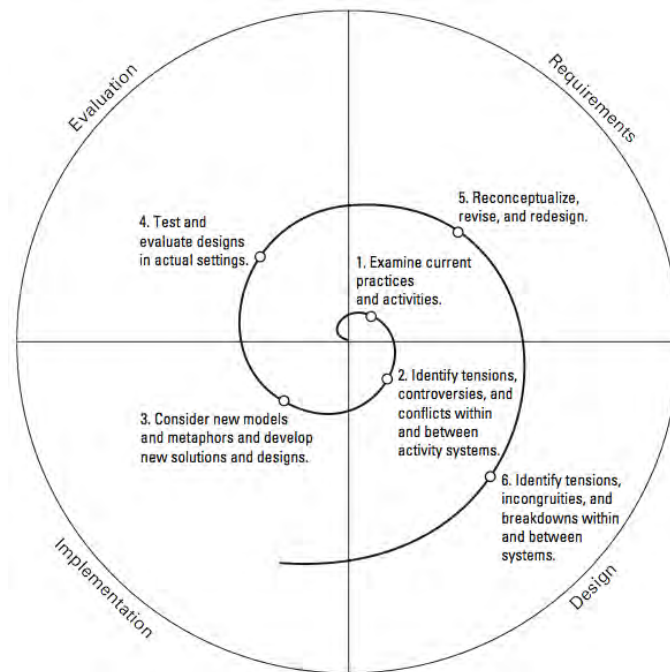 Evaluation
Requirements
4. Test and
evaluate designs
in actual settings.
5. Reconceptualize,
revise, and redesign.
1. Examine current
practices
and activities.
2. Identify tensions,
controversies, and
conflicts within
and between
activity systems.
3. Consider new models
and metaphors and develop
new solutions and designs.
6. Identify tensions,
incongruities, and
breakdowns within
and between
systems.
Implementation
Design